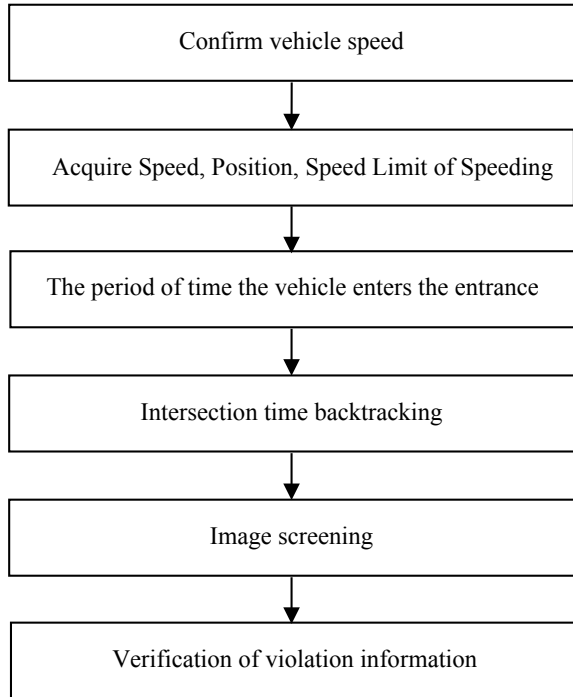 Confirm vehicle speed
Acquire Speed, Position, Speed Limit of Speeding
The period of time the vehicle enters the entrance
Intersection time backtracking
Image screening
Verification of violation information